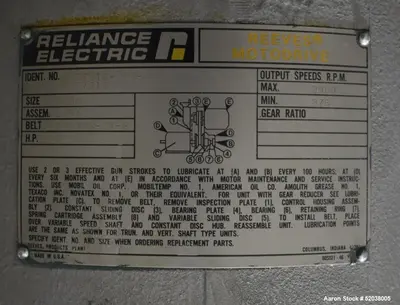 RELIANCE
ELECTRIC
REEVES®
MOTODRIVE
IDENT. NO.
OUTPUT SPEEDS R.P.M.
MAX.
SIZE
MIN.
ASSEM.
GEAR RATIO
BELT
H.P.
USE 2 OR 3 EFFECTIVE GUN STROKES TO LUBRICATE AT (A) AND (B) EVERY 100 HOURS; AT (D)
EVERY SIX MONTHS AND AT (E) IN ACCORDANCE WITH MOTOR MAINTENANCE AND SERVICE INSTRUC-
TIONS. USE MOBIL OIL CORP. MOBILTEMP NO. 1, AMERICAN OIL CO. AMOLITH GREASE NO 1,
TEXACO INC. NOVATEX NO. 1, OR THEIR EQUIVALENT. FOR UNIT WITH GEAR REDUCER SEE LUBRI-
CATION PLATE (C). TO REMOVE BELT, REMOVE INSPECTION PLATE (1), CONTROL HOUSING ASSEM-
BLY (2), CONSTANT SLIDING DISC (3), BEARING PLATE (4), BEARING (6), RETAINING RING (7),
SPRING CARTRIDGE ASSEMBLY (8) AND VARIABLE SLIDING DISC (5). TO INSTALL BELT, PLACE
OVER VARIABLE SPEED SHAFT AND CONSTANT DISC HUB. REASSEMBLE UNIT. LUBRICATION POINTS
ARE THE SAME AS SHOWN FOR TRUN. AND VERT. SHAFT TYPE UNITS.
SPECIFY IDENT NO. AND SIZE WHEN ORDERING REPLACEMENT PARTS.
REEVES PRODUCTS PLANT
COLUMBUS, INDIANA
MADE IN U.S.A.
© Aaron Stock # 52038005